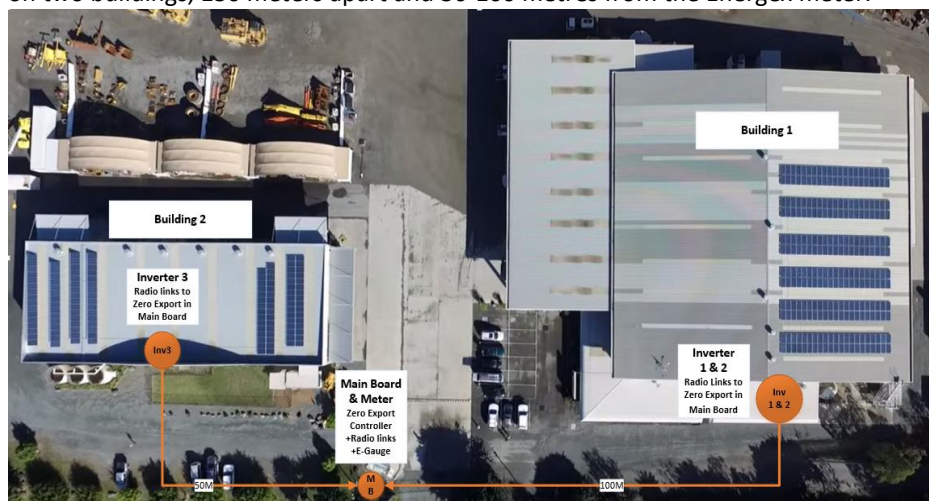 on two buildings, 150 meters apart and 50-100 metres from the Energex meter.
Building 1
Building 2
Inverter 3
Radio links to
Zero Export in
Main Board
Inv3
Main Board
& Meter
Zero Export
Controller
+Radio links
+E-Gauge
Inverter
1 & 2
Radio Links to
Zero Export in
Main Board
Inv
1 & 2
M
B
50M
100M